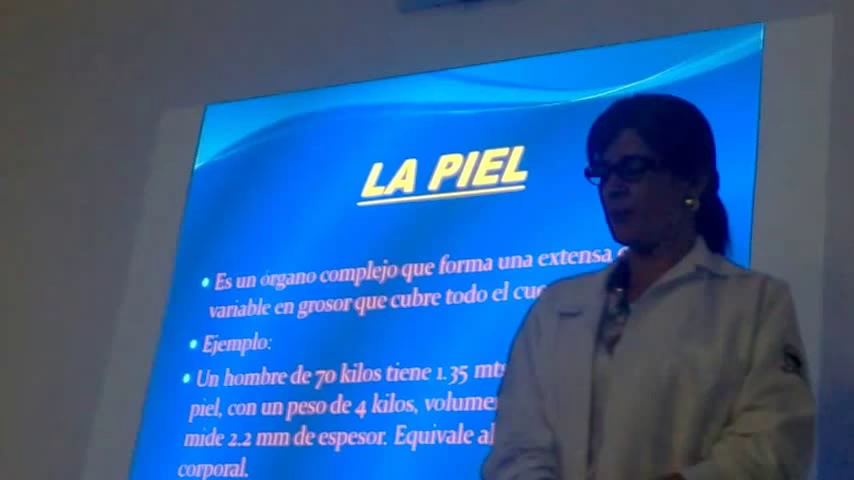 LA PIEL
• Es un órgano complejo que forma una extensa
variable en grosor que cubre todo el
• Ejemplo:
• Un hombre de 70 kilos tiene 1.35 mts
piel, con un peso de 4 kilos, volumen
mide 2.2 mm de espesor. Equivale al
corporal.